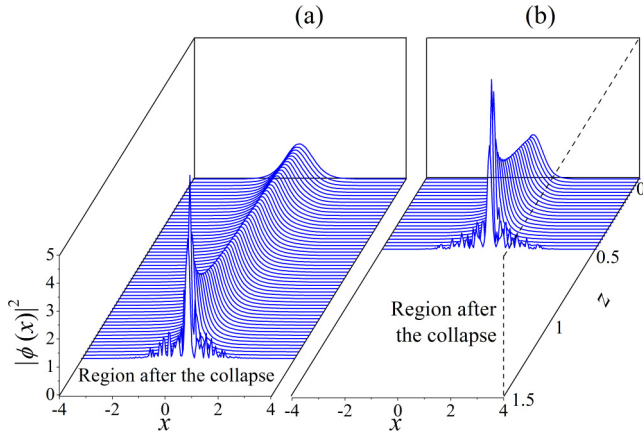 (a)
(b)
5
4
3
2
1
0
|ϕ(x)|²
-4
-2
0
2
4
x
Region after the collapse
-4
-2
0
2
4
x
Region after
the collapse
0
0.5
1
1.5
z